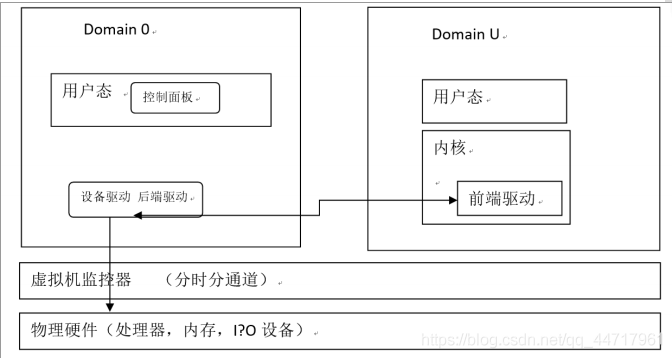 Domain 0
Domain U
用户态
控制面板
用户态
内核
设备驱动 后端驱动
前端驱动
虚拟机监控器 （分时分通道）
物理硬件（处理器，内存，I?O 设备）
https://blog.csdn.net/qq_44717961